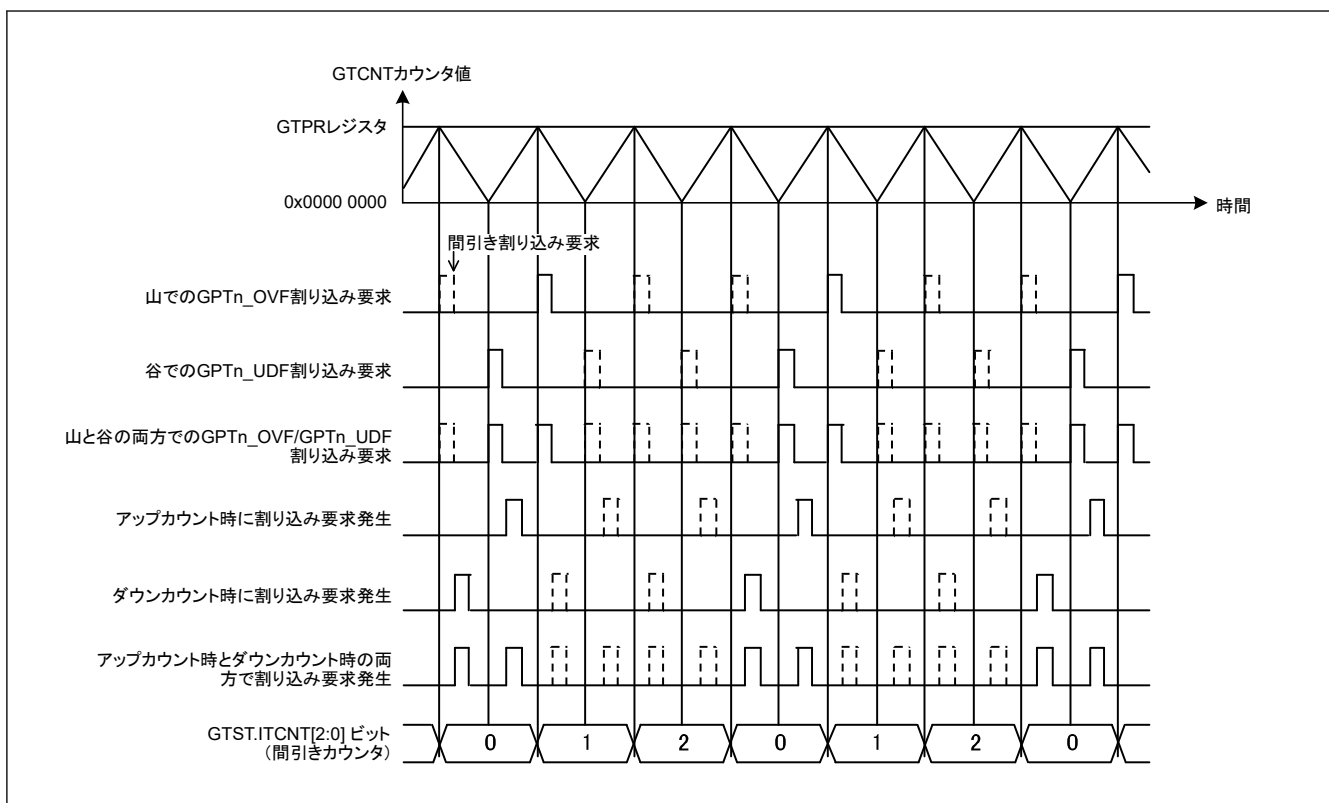 GTCNTカウンタ値
GTPRレジスタ
0x0000 0000
時間
間引き割り込み要求
山でのGPTn_OVF割り込み要求
谷でのGPTn_UDF割り込み要求
山と谷の両方でのGPTn_OVF/GPTn_UDF
割り込み要求
アップカウント時に割り込み要求発生
ダウンカウント時に割り込み要求発生
アップカウント時とダウンカウント時の両
方で割り込み要求発生
GTST.ITCNT[2:0] ビット
（間引きカウンタ）
0 1 2 0 1 2 0